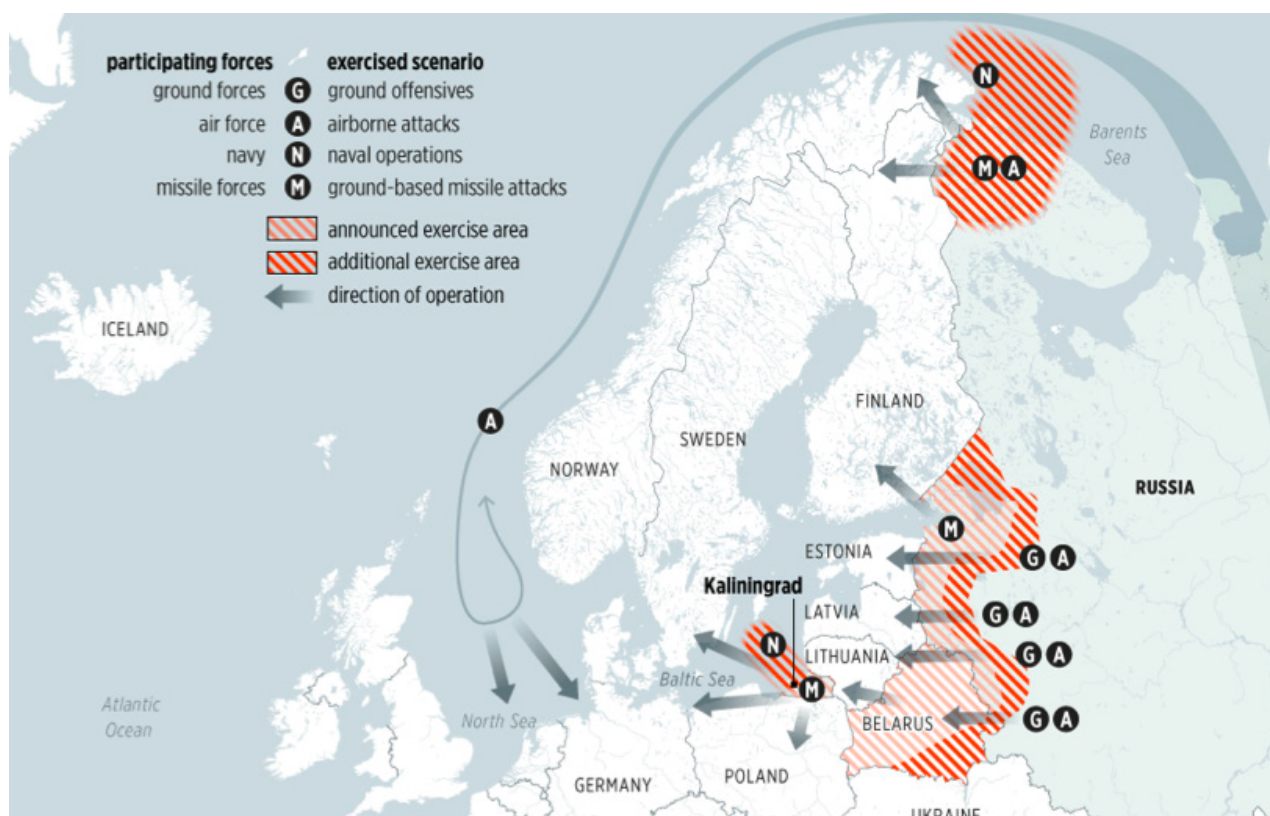 participating forces exercised scenario
ground forces G ground offensives
air force A airborne attacks
navy N naval operations
missile forces M ground-based missile attacks
announced exercise area
additional exercise area
direction of operation
N
Barents
Sea
M A
ICELAND
A
FINLAND
SWEDEN
NORWAY
RUSSIA
M
ESTONIA
G A
Kaliningrad
LATVIA
G A
N
LITHUANIA
G A
Baltic Sea
M
Atlantic
Ocean
North Sea
BELARUS
G A
POLAND
GERMANY
UKRAINE